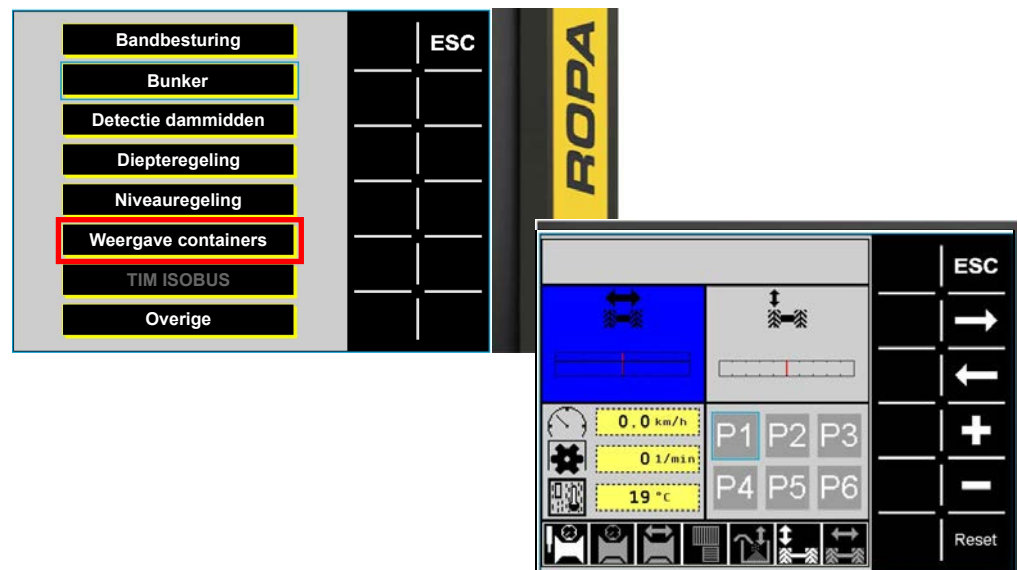 Bandbesturing
ESC
Bunker
Detectie dammidden
Diepteregeling
Niveauregeling
Weergave containers
TIM ISOBUS
Overige
ROPA
ESC
0.0 km/h
0 1/min
19 °C
P1 P2 P3
P4 P5 P6
Reset